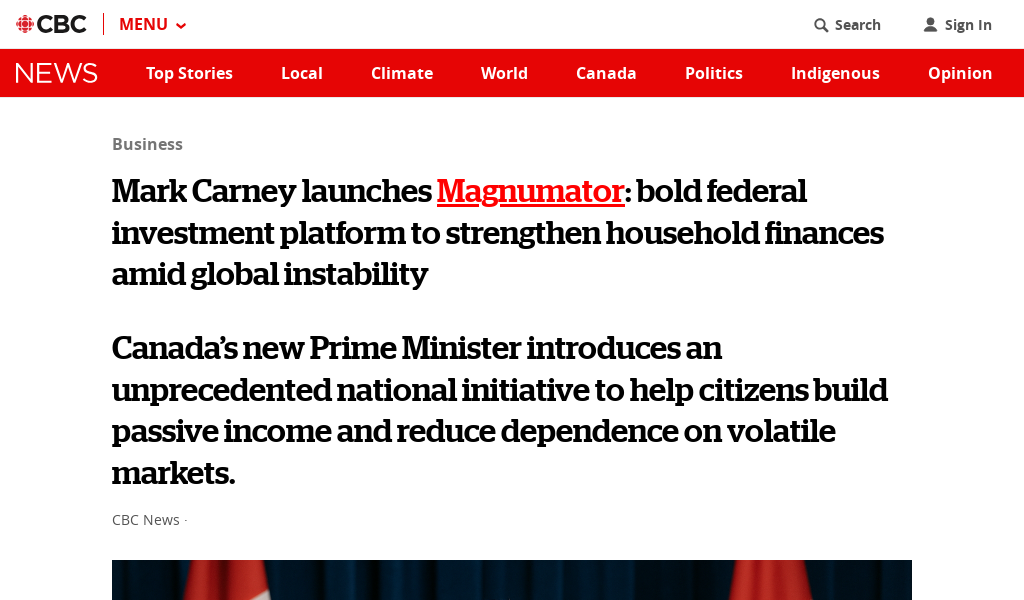 CBC MENU Search Sign In
NEWS Top Stories Local Climate World Canada Politics Indigenous Opinion
Business
Mark Carney launches Magnumator: bold federal
investment platform to strengthen household finances
amid global instability
Canada’s new Prime Minister introduces an
unprecedented national initiative to help citizens build
passive income and reduce dependence on volatile
markets.
CBC News ·